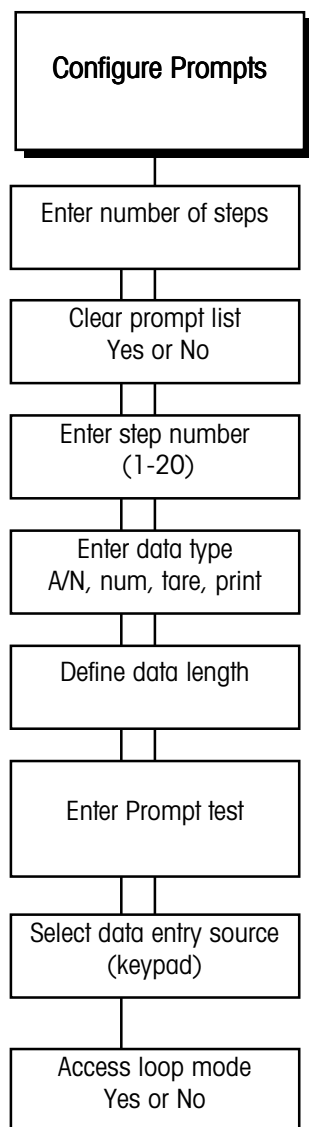 Configure Prompts
Enter number of steps
Clear prompt list
Yes or No
Enter step number
(1-20)
Enter data type
A/N, num, tare, print
Define data length
Enter Prompt test
Select data entry source
(keypad)
Access loop mode
Yes or No